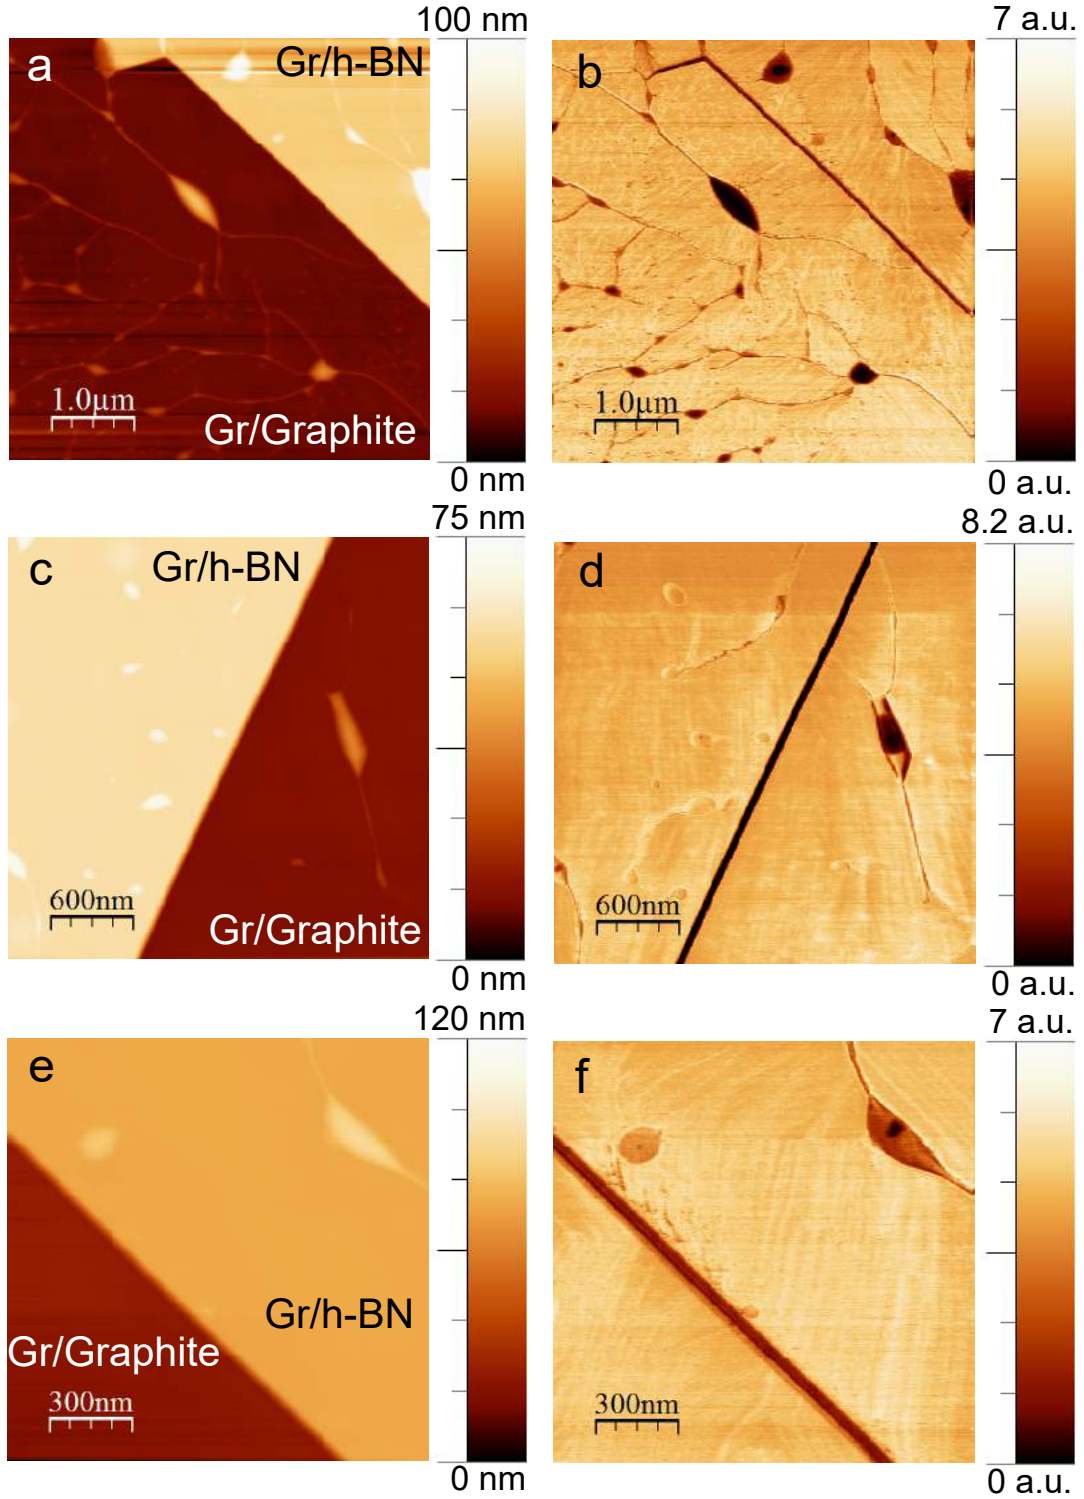 100 nm
7 a.u.
a
Gr/h-BN
b
1.0μm
Gr/Graphite
1.0μm
0 nm
0 a.u.
75 nm
8.2 a.u.
c
Gr/h-BN
d
600nm
Gr/Graphite
600nm
0 nm
0 a.u.
120 nm
7 a.u.
e
f
Gr/h-BN
Gr/Graphite
300nm
300nm
0 nm
0 a.u.